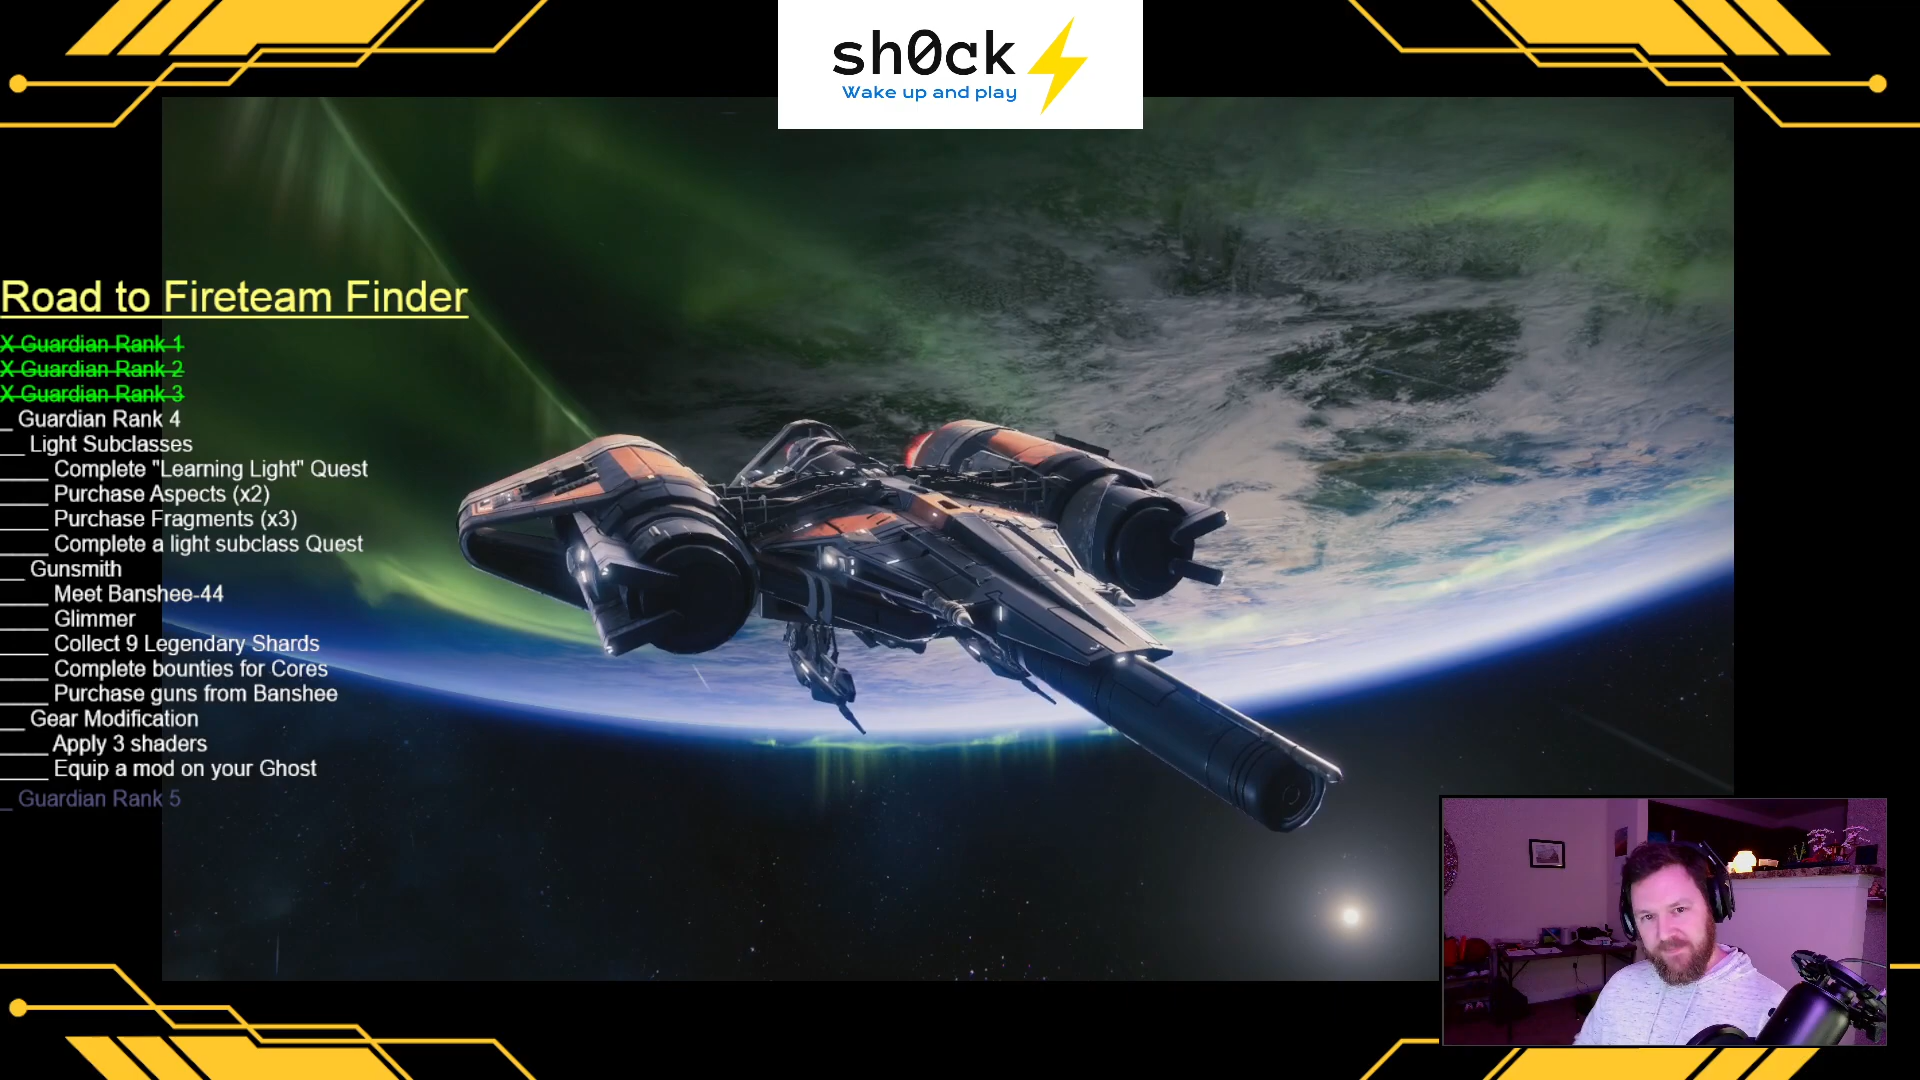 sh0ck
Wake up and play
Road to Fireteam Finder
X Guardian Rank 1
X Guardian Rank 2
X Guardian Rank 3
_ Guardian Rank 4
__ Light Subclasses
____ Complete "Learning Light" Quest
____ Purchase Aspects (x2)
____ Purchase Fragments (x3)
____ Complete a light subclass Quest
__ Gunsmith
____ Meet Banshee-44
____ Glimmer
____ Collect 9 Legendary Shards
____ Complete bounties for Cores
____ Purchase guns from Banshee
__ Gear Modification
____ Apply 3 shaders
____ Equip a mod on your Ghost
_ Guardian Rank 5